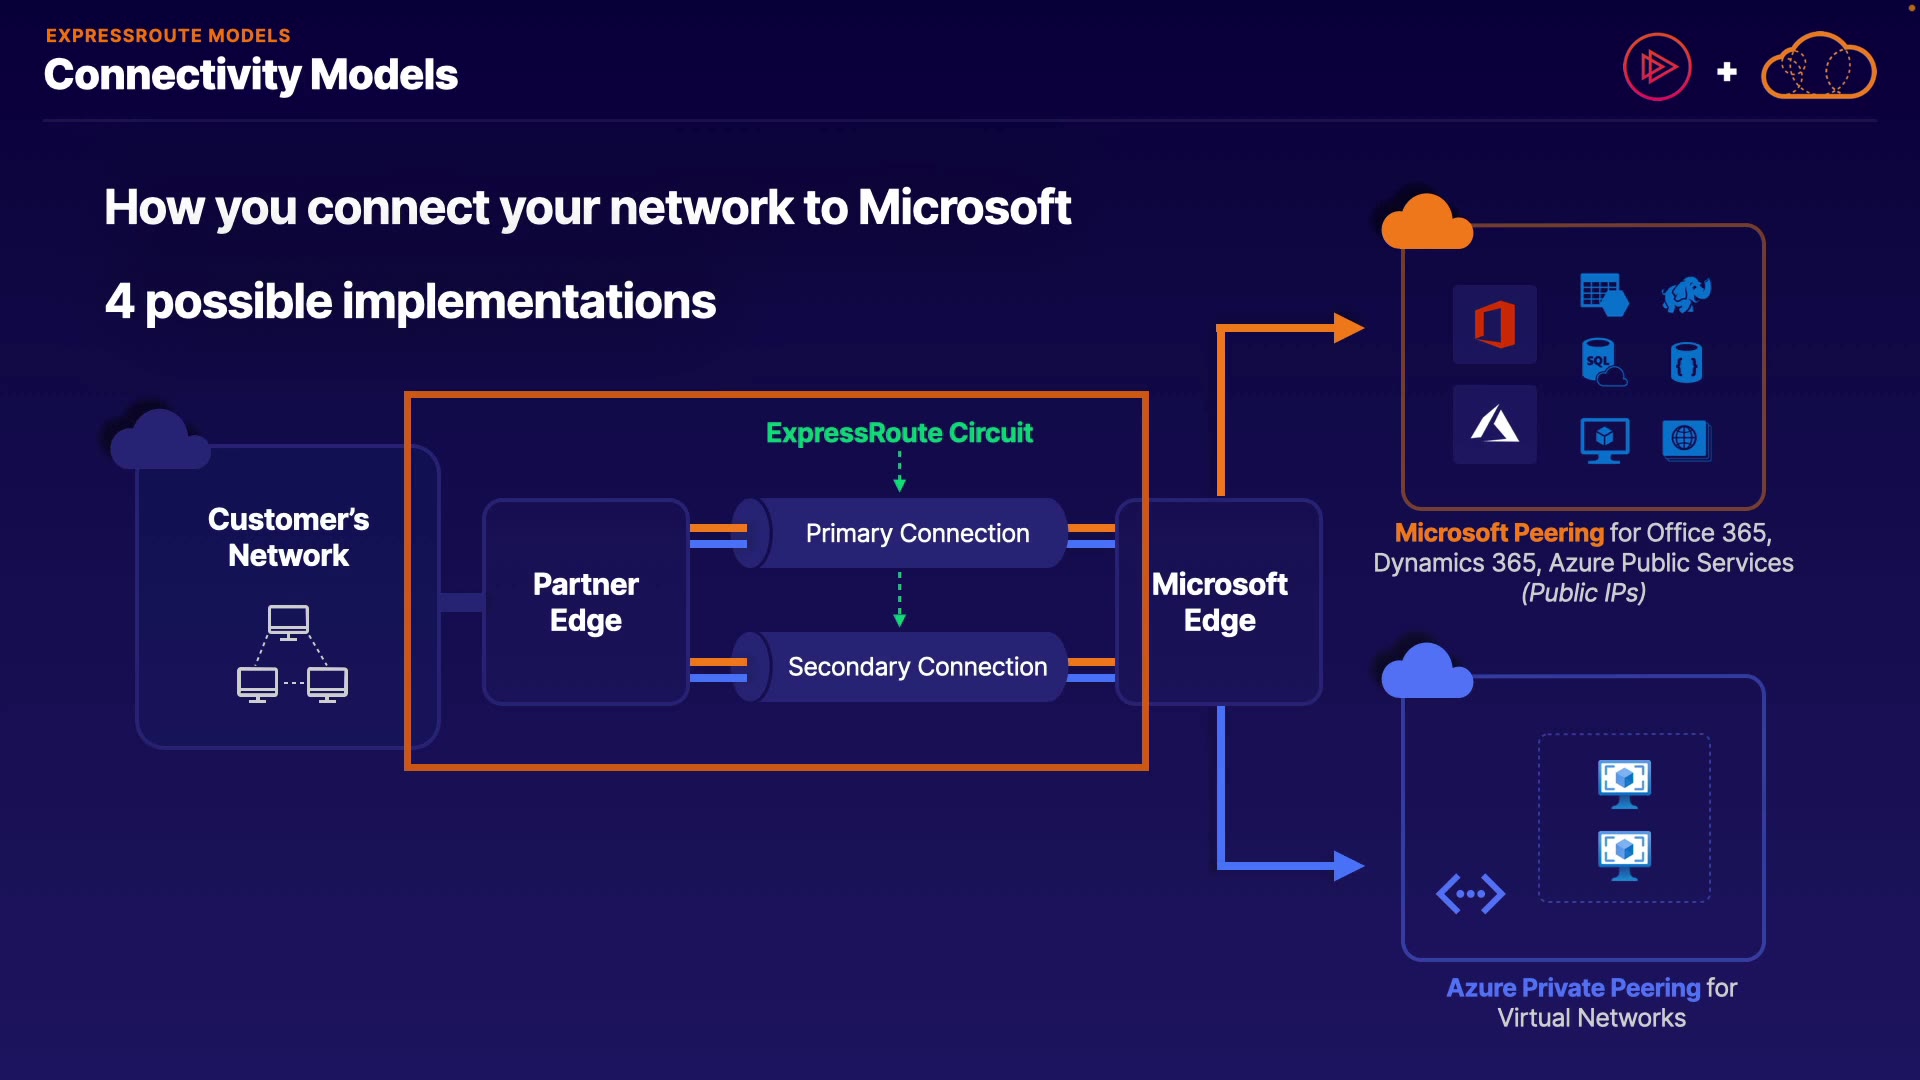 EXPRESSROUTE MODELS
Connectivity Models
How you connect your network to Microsoft
4 possible implementations
ExpressRoute Circuit
Customer's
Network
Partner
Edge
Primary Connection
Secondary Connection
Microsoft
Edge
SQL
{ }
Microsoft Peering for Office 365,
Dynamics 365, Azure Public Services
(Public IPs)
Azure Private Peering for
Virtual Networks